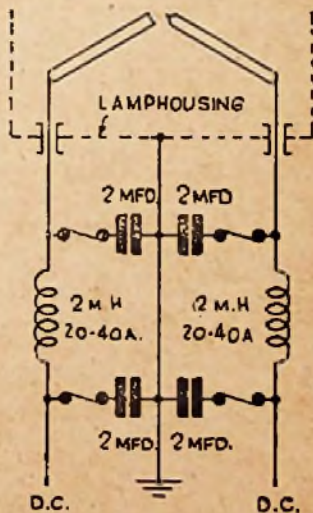 LAMPHOUSING
2 MFD. 2 MFD
2 M.H 2 M.H
20-40A. 20-40A
2 MFD. 2 MFD.
D.C. D.C.